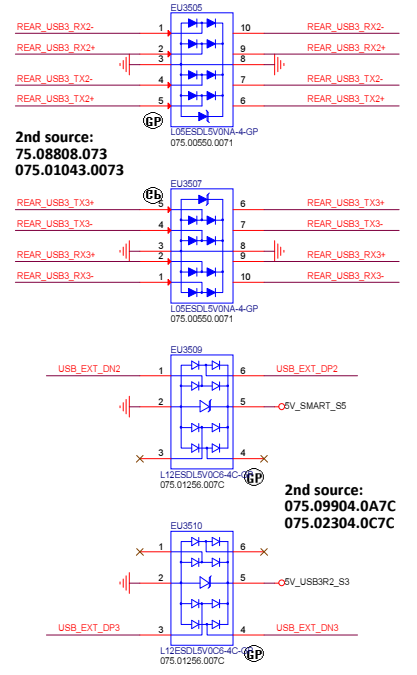 EU3505
REAR_USB3_RX2- 1 10 REAR_USB3_RX2-
REAR_USB3_RX2+ 2 9 REAR_USB3_RX2+
3 8
REAR_USB3_TX2- 4 7 REAR_USB3_TX2-
REAR_USB3_TX2+ 5 6 REAR_USB3_TX2+
GP
L05ESDL5V0NA-4-GP
075.00550.0071
2nd source:
75.08808.073
075.01043.0073
EU3507
GP
REAR_USB3_TX3+ 5 6 REAR_USB3_TX3+
REAR_USB3_TX3- 4 7 REAR_USB3_TX3-
3 8
REAR_USB3_RX3+ 2 9 REAR_USB3_RX3+
REAR_USB3_RX3- 1 10 REAR_USB3_RX3-
L05ESDL5V0NA-4-GP
075.00550.0071
EU3509
USB_EXT_DN2 1 6 USB_EXT_DP2
2 5 5V_SMART_S5
3 4
L12ESDL5V0C6-4C-GP
GP
075.01256.007C
2nd source:
075.09904.0A7C
075.02304.0C7C
EU3510
1 6
2 5 5V_USB3R2_S3
USB_EXT_DP3 3 4 USB_EXT_DN3
L12ESDL5V0C6-4C-GP
GP
075.01256.007C